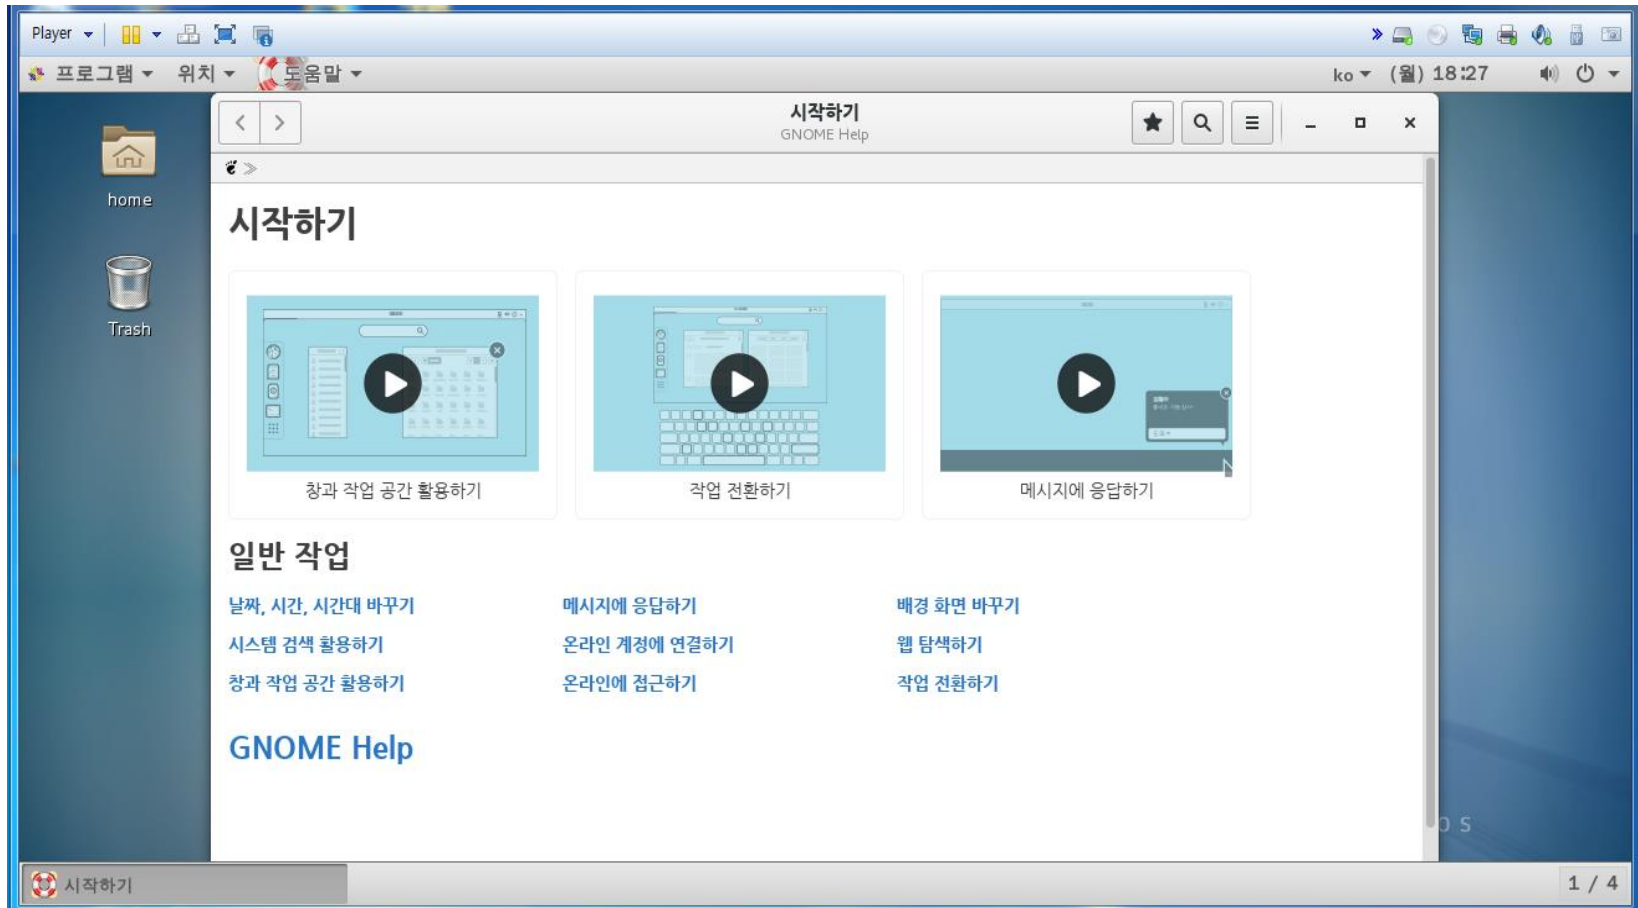 Player
프로그램 위치 도움말 ko (월) 18:27
시작하기
GNOME Help
home
Trash
시작하기
창과 작업 공간 활용하기 작업 전환하기 메시지에 응답하기
일반 작업
날짜, 시간, 시간대 바꾸기 메시지에 응답하기 배경 화면 바꾸기
시스템 검색 활용하기 온라인 계정에 연결하기 웹 탐색하기
창과 작업 공간 활용하기 온라인에 접근하기 작업 전환하기
GNOME Help
OS
시작하기 1 / 4